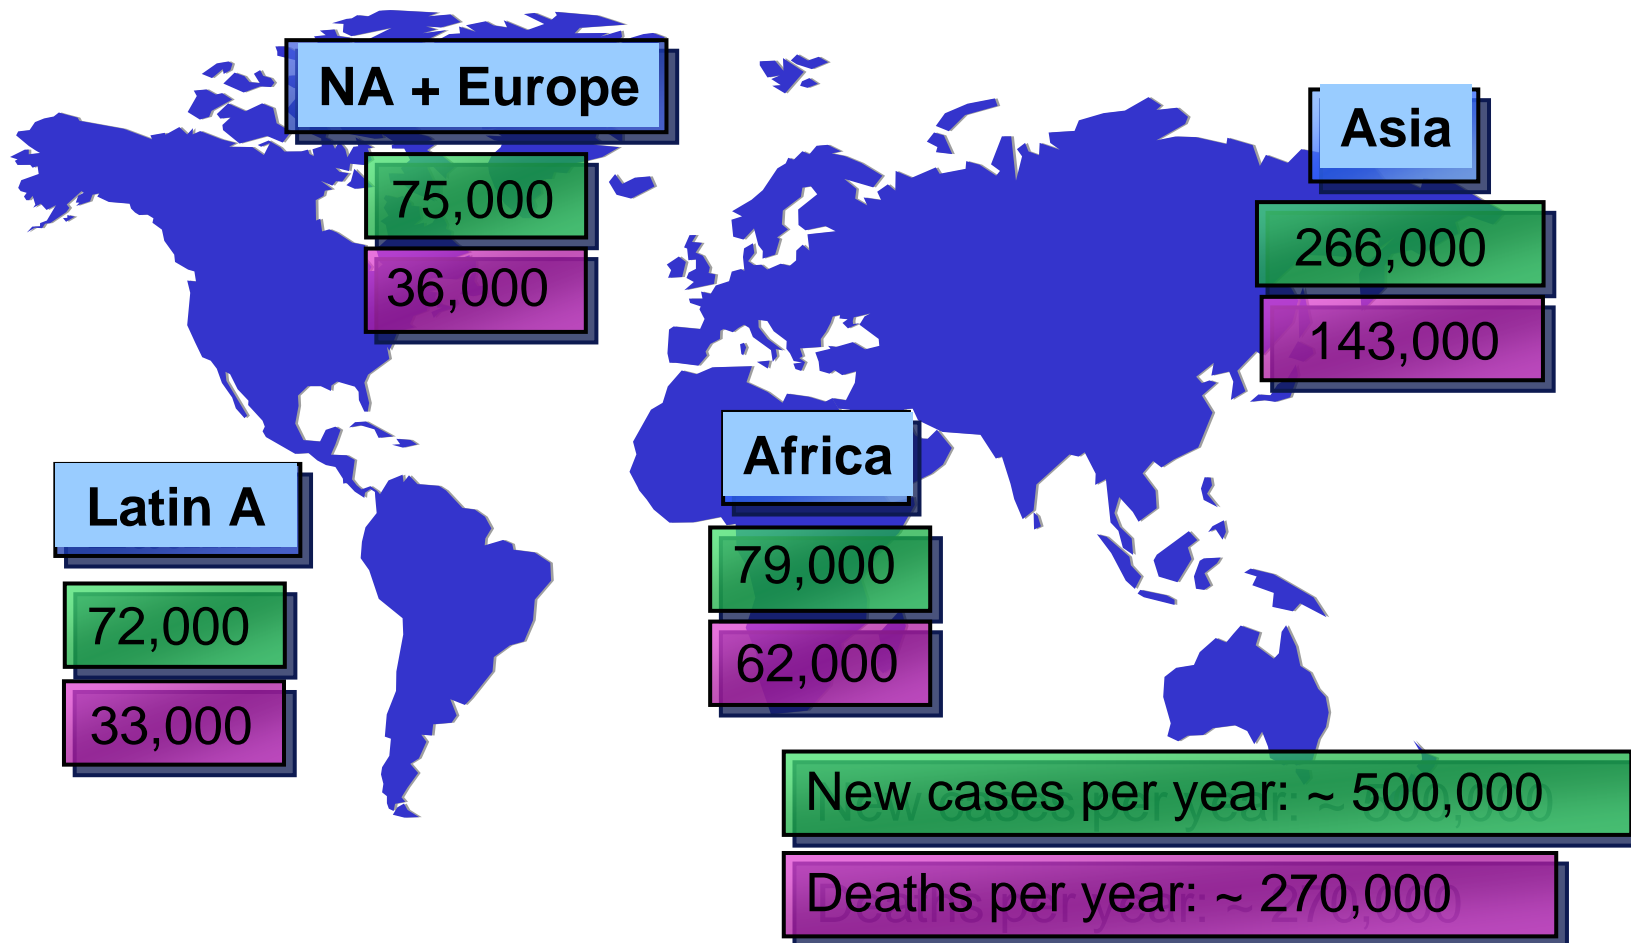 NA + Europe
75,000
36,000
Asia
266,000
143,000
Africa
79,000
62,000
Latin A
72,000
33,000
New cases per year: ~ 500,000
Deaths per year: ~ 270,000